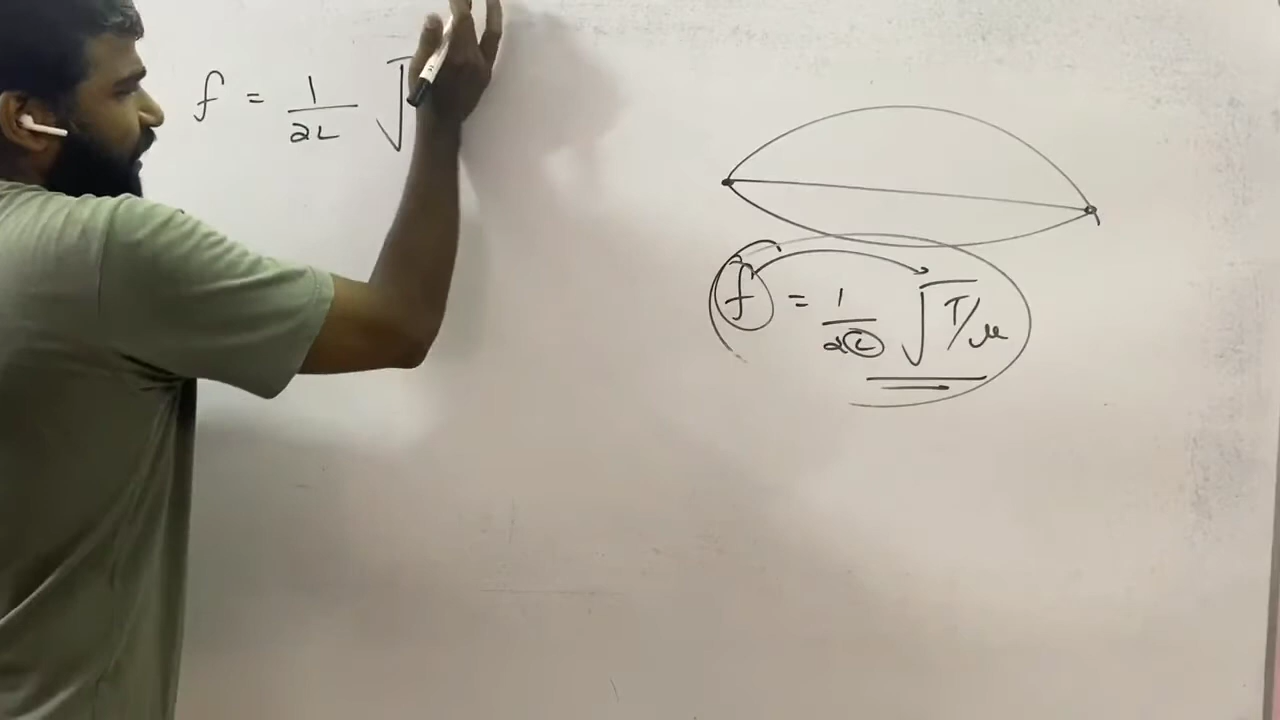 f = 1/2L √
f = 1/2L √T/μ